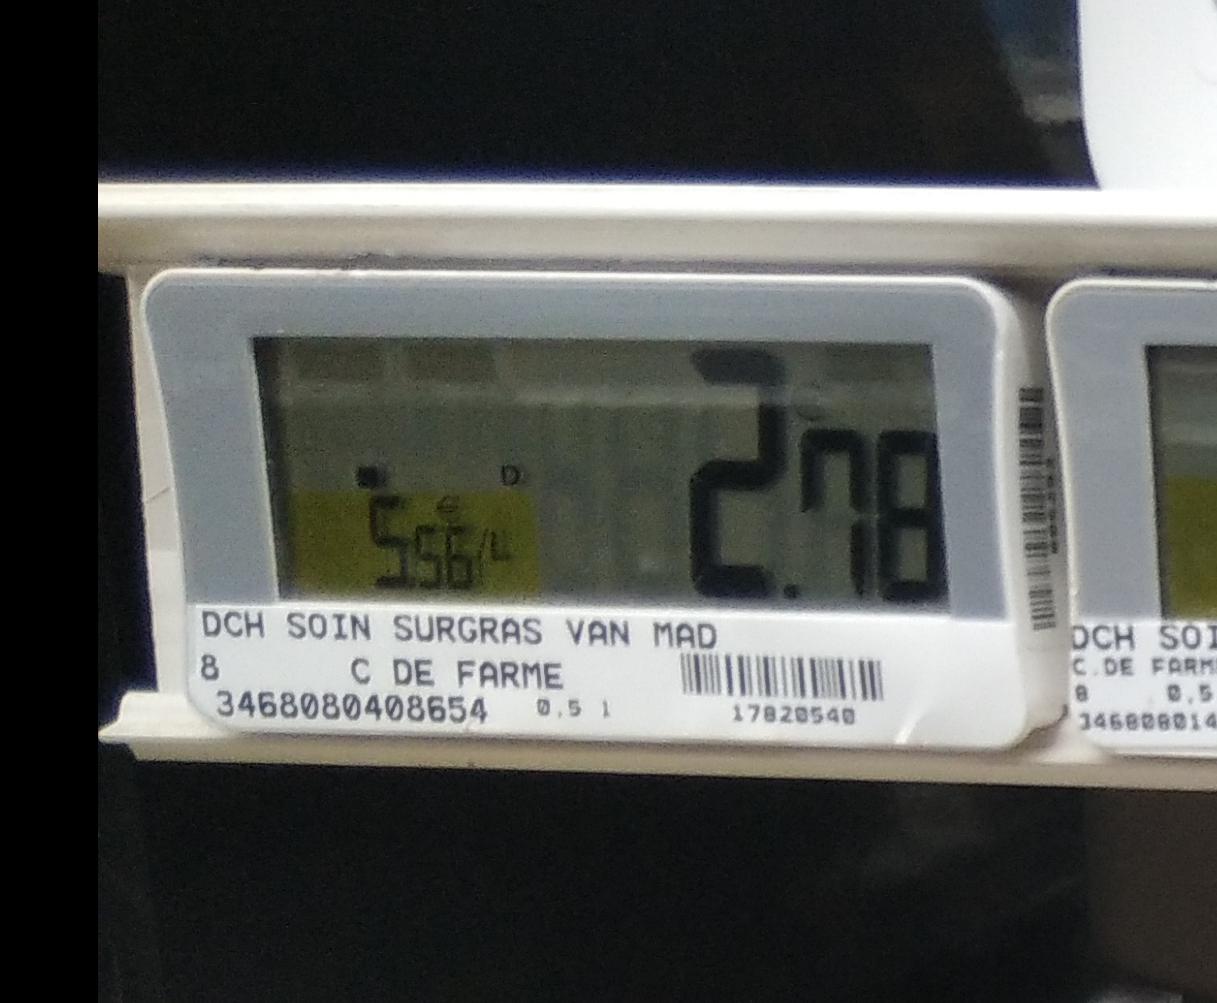 2.78
D
€
5.56/L
DCH SOIN SURGRAS VAN MAD
8 C DE FARME
3468080408654 0,5 l
17820540
DCH SOI
C.DE FARM
8 0,5
346808014